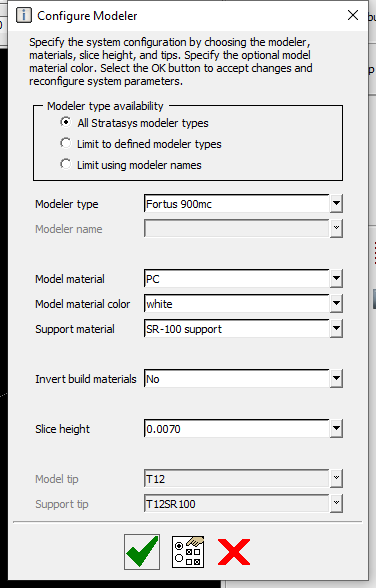 Configure Modeler
Specify the system configuration by choosing the modeler,
materials, slice height, and tips. Specify the optional model
material color. Select the OK button to accept changes and
reconfigure system parameters.
Modeler type availability
All Stratasys modeler types
Limit to defined modeler types
Limit using modeler names
Modeler type Fortus 900mc
Modeler name
Model material PC
Model material color white
Support material SR-100 support
Invert build materials No
Slice height 0.0070
Model tip T12
Support tip T12SR100